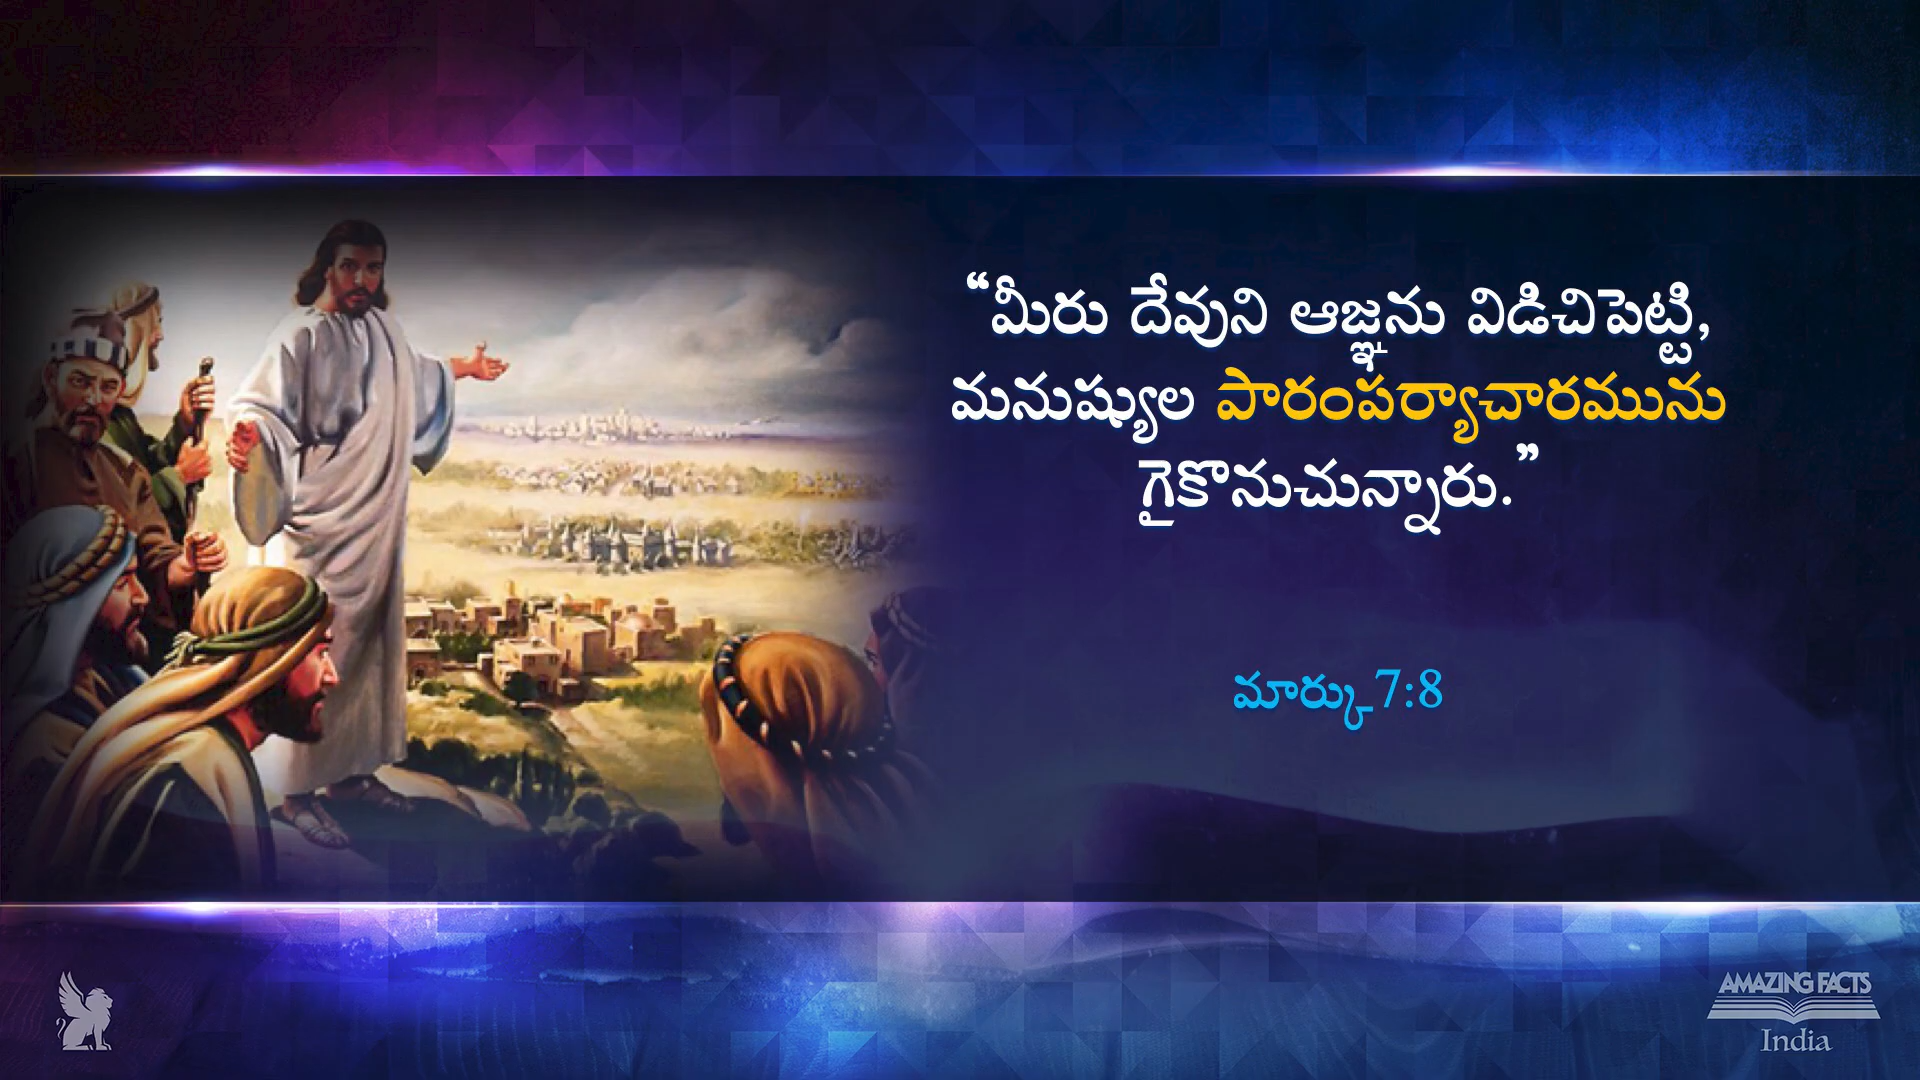 “మీరు దేవుని ఆజ్ఞను విడిచిపెట్టి,
మనుష్యుల పారంపర్యాచారమును
గైకొనుచున్నారు.”
మార్కు7:8
AMAZING FACTS
India